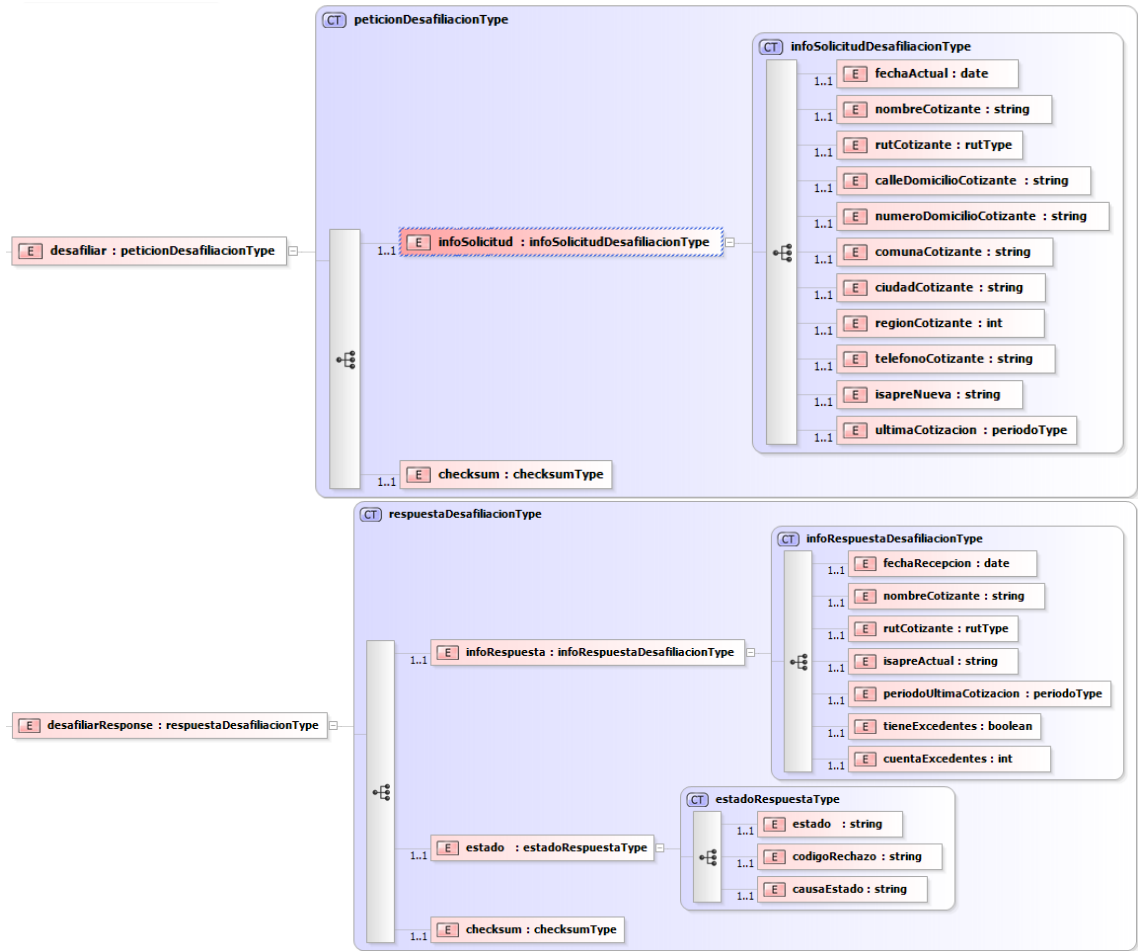 CT peticionDesafiliacionType
CT infoSolicitudDesafiliacionType
E fechaActual : date
1..1
E nombreCotizante : string
1..1
E rutCotizante : rutType
1..1
E calleDomicilioCotizante : string
1..1
E numeroDomicilioCotizante : string
1..1
E desafiliar : peticionDesafiliacionType
E infoSolicitud : infoSolicitudDesafiliacionType
1..1
E comunaCotizante : string
1..1
E ciudadCotizante : string
1..1
E regionCotizante : int
1..1
E telefonoCotizante : string
1..1
E isapreNueva : string
1..1
E ultimaCotizacion : periodoType
1..1
E checksum : checksumType
1..1
CT respuestaDesafiliacionType
CT infoRespuestaDesafiliacionType
E fechaRecepcion : date
1..1
E nombreCotizante : string
1..1
E rutCotizante : rutType
1..1
E infoRespuesta : infoRespuestaDesafiliacionType
1..1
E isapreActual : string
1..1
E periodoUltimaCotizacion : periodoType
1..1
E desafiliarResponse : respuestaDesafiliacionType
E tieneExcedentes : boolean
1..1
E cuentaExcedentes : int
1..1
CT estadoRespuestaType
E estado : string
1..1
E estado : estadoRespuestaType
1..1
E codigoRechazo : string
1..1
E causaEstado : string
1..1
E checksum : checksumType
1..1